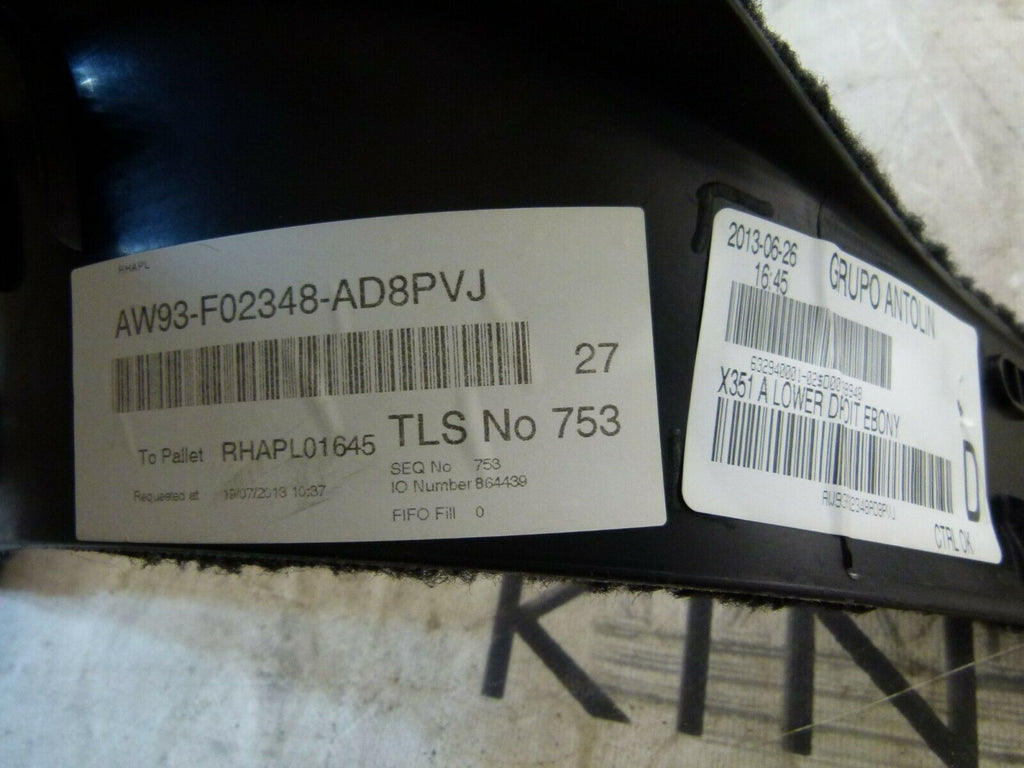 RHAPL
AW93-F02348-AD8PVJ
27
TLS No 753
To Pallet RHAPL01645
SEQ No 753
IO Number 864439
Requested at 19/07/2013 10:37
FIFO Fill 0
2013-06-26
16:45
GRUPO ANTOLIN
X351 A LOWER D/OIT EBONY
D
CTRL OK
KIN